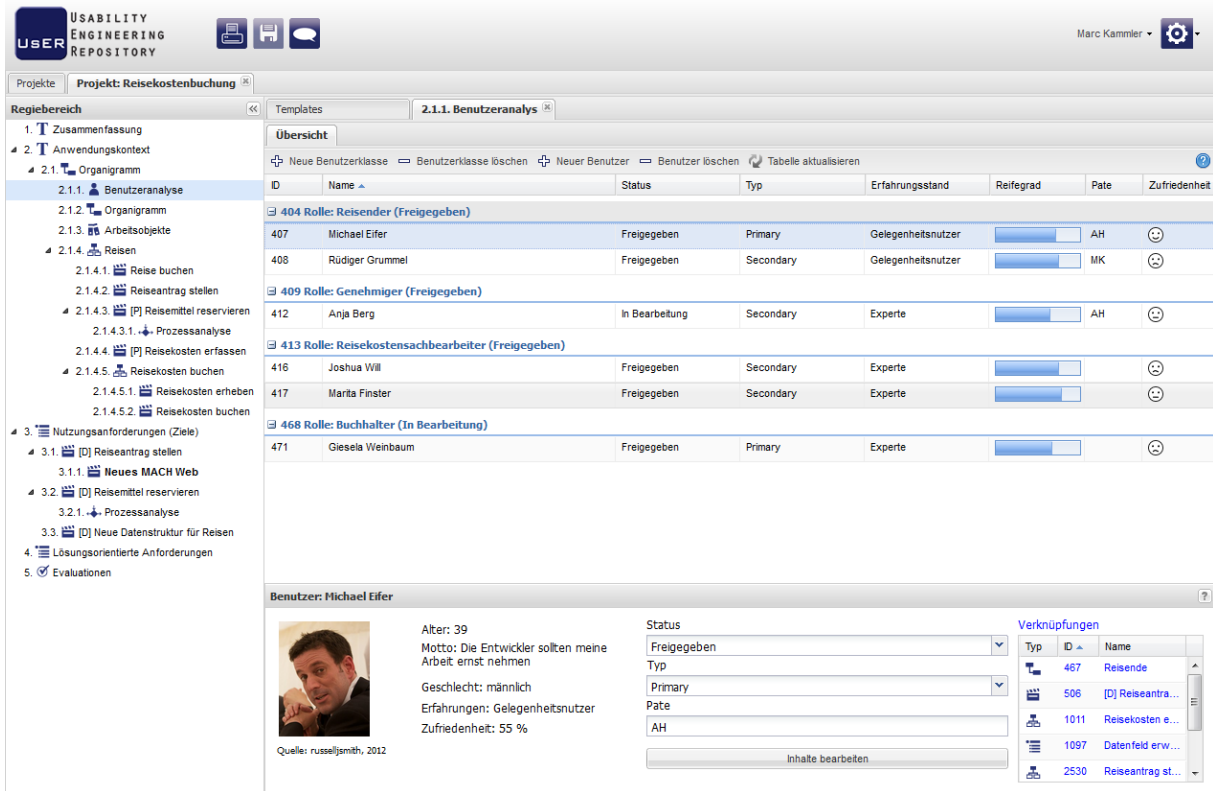 USER
USABILITY
ENGINEERING
REPOSITORY
Marc Kammler
Projekte
Projekt: Reisekostenbuchung
Regiebereich
1. T Zusammenfassung
2. T Anwendungskontext
2.1. Organigramm
2.1.1. Benutzeranalyse
2.1.2. Organigramm
2.1.3. Arbeitsobjekte
2.1.4. Reisen
2.1.4.1. Reise buchen
2.1.4.2. Reiseantrag stellen
2.1.4.3. [P] Reisemittel reservieren
2.1.4.3.1. Prozessanalyse
2.1.4.4. [P] Reisekosten erfassen
2.1.4.5. Reisekosten buchen
2.1.4.5.1. Reisekosten erheben
2.1.4.5.2. Reisekosten buchen
3. Nutzungsanforderungen (Ziele)
3.1. [D] Reiseantrag stellen
3.1.1. Neues MACH Web
3.2. [D] Reisemittel reservieren
3.2.1. Prozessanalyse
3.3. [D] Neue Datenstruktur für Reisen
4. Lösungsorientierte Anforderungen
5. Evaluationen
Templates
2.1.1. Benutzeranalys
Übersicht
Neue Benutzerklasse Benutzerklasse löschen Neuer Benutzer Benutzer löschen Tabelle aktualisieren
ID Name Status Typ Erfahrungsstand Reifegrad Pate Zufriedenheit
404 Rolle: Reisender (Freigegeben)
407 Michael Eifer Freigegeben Primary Gelegenheitsnutzer AH
408 Rüdiger Grummel Freigegeben Secondary Gelegenheitsnutzer MK
409 Rolle: Genehmiger (Freigegeben)
412 Anja Berg In Bearbeitung Secondary Experte AH
413 Rolle: Reisekostensachbearbeiter (Freigegeben)
416 Joshua Will Freigegeben Secondary Experte
417 Marita Finster Freigegeben Secondary Experte
468 Rolle: Buchhalter (In Bearbeitung)
471 Giesela Weinbaum Freigegeben Primary Experte
Benutzer: Michael Eifer
Quelle: russelljsmith, 2012
Alter: 39
Motto: Die Entwickler sollten meine
Arbeit ernst nehmen
Geschlecht: männlich
Erfahrungen: Gelegenheitsnutzer
Zufriedenheit: 55 %
Status
Freigegeben
Typ
Primary
Pate
AH
Inhalte bearbeiten
Verknüpfungen
Typ ID Name
467 Reisende
506 [D] Reiseantra...
1011 Reisekosten e...
1097 Datenfeld erw...
2530 Reiseantrag st...